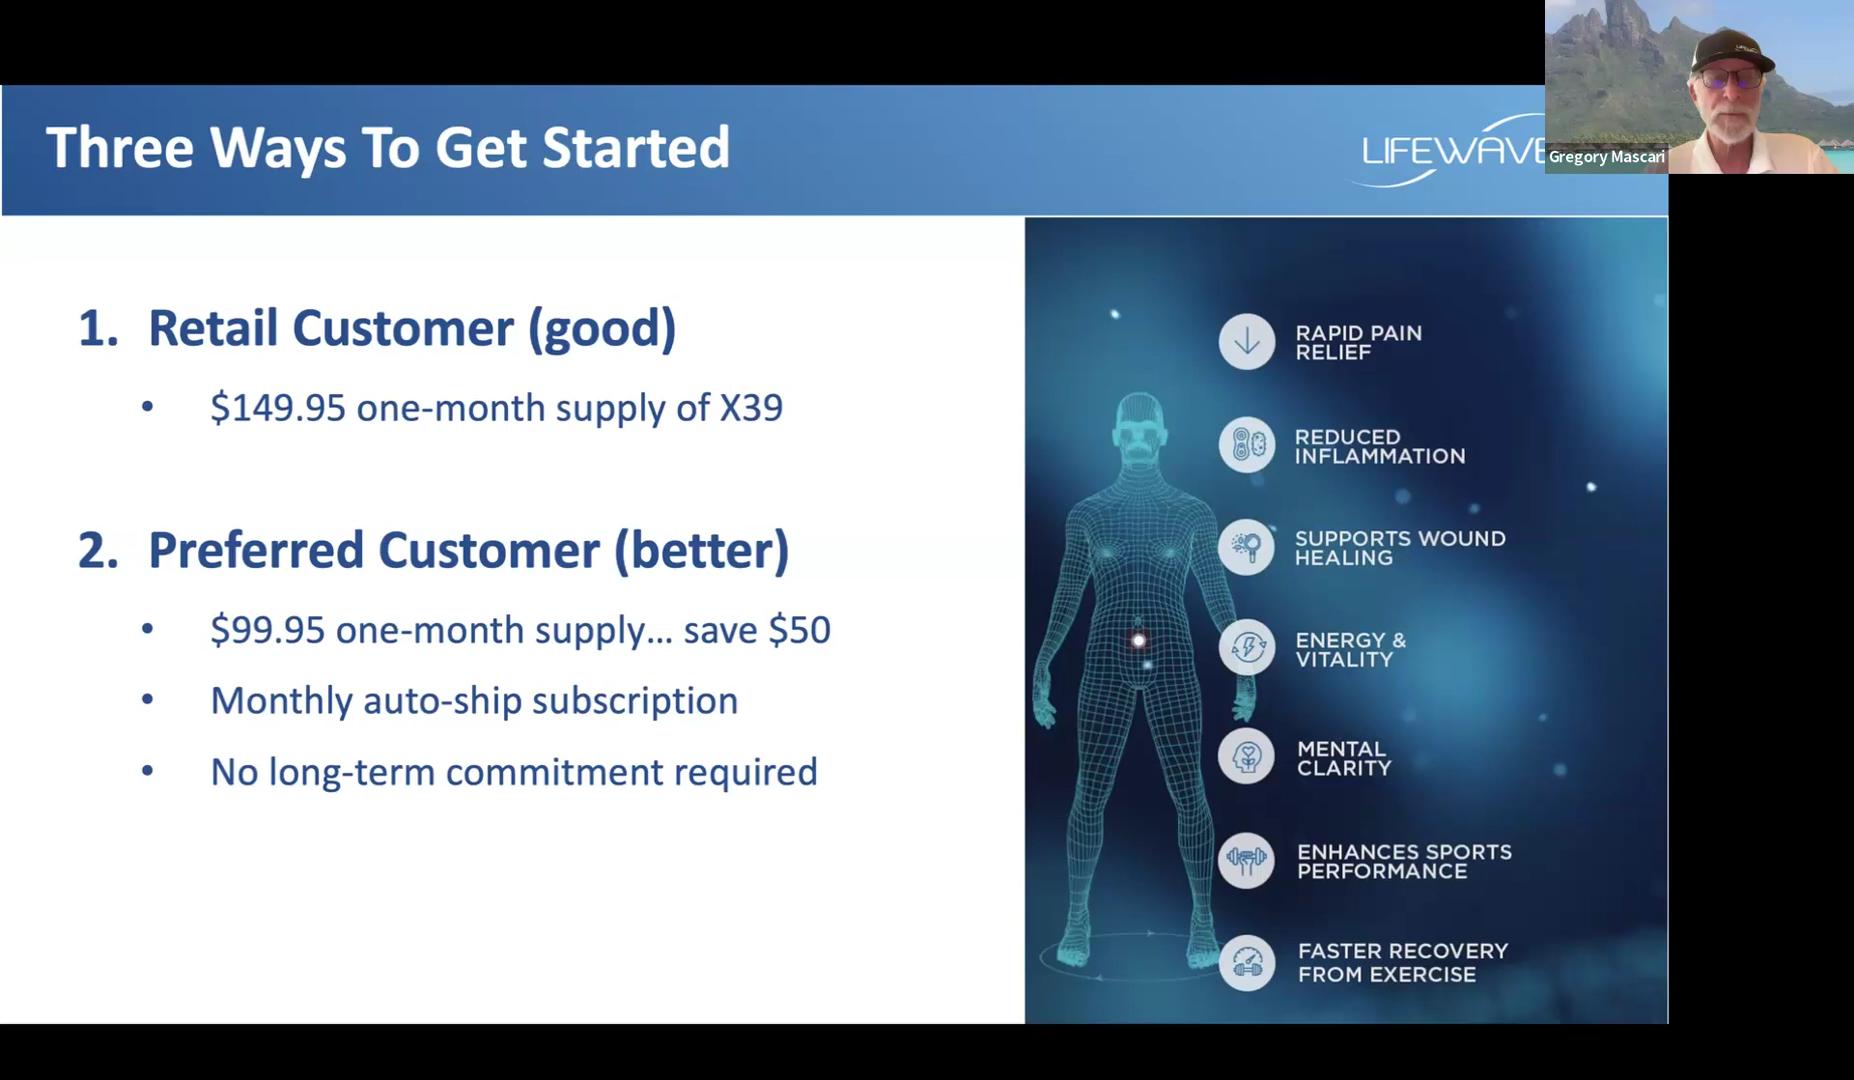 Three Ways To Get Started
LIFEWAVE
Gregory Mascari
1. Retail Customer (good)
• $149.95 one-month supply of X39
2. Preferred Customer (better)
• $99.95 one-month supply... save $50
• Monthly auto-ship subscription
• No long-term commitment required
RAPID PAIN
RELIEF
REDUCED
INFLAMMATION
SUPPORTS WOUND
HEALING
ENERGY &
VITALITY
MENTAL
CLARITY
ENHANCES SPORTS
PERFORMANCE
FASTER RECOVERY
FROM EXERCISE